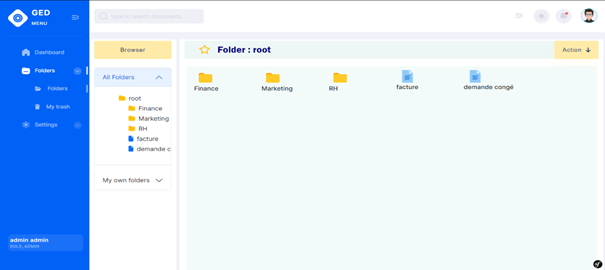 GED
MENU
Type to search documents...
Dashboard
Folders
Folders
My trash
Settings
admin admin
ROLE_ADMIN
Browser
All Folders
root
Finance
Marketing
RH
facture
demande c
My own folders
Folder : root
Action
Finance
Marketing
RH
facture
demande congé